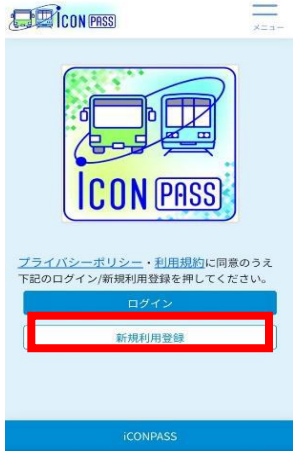 iCON PASS
メニュー
iCON PASS
プライバシーポリシー・利用規約に同意のうえ
下記のログイン/新規利用登録を押してください。
ログイン
新規利用登録
iCONPASS